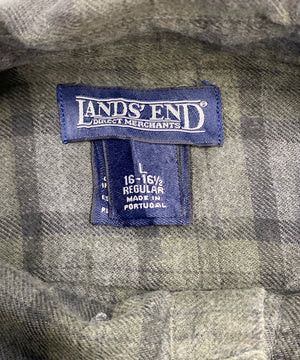 LANDS' END®
DIRECT MERCHANTS
L
16-16½
REGULAR
MADE IN
PORTUGAL